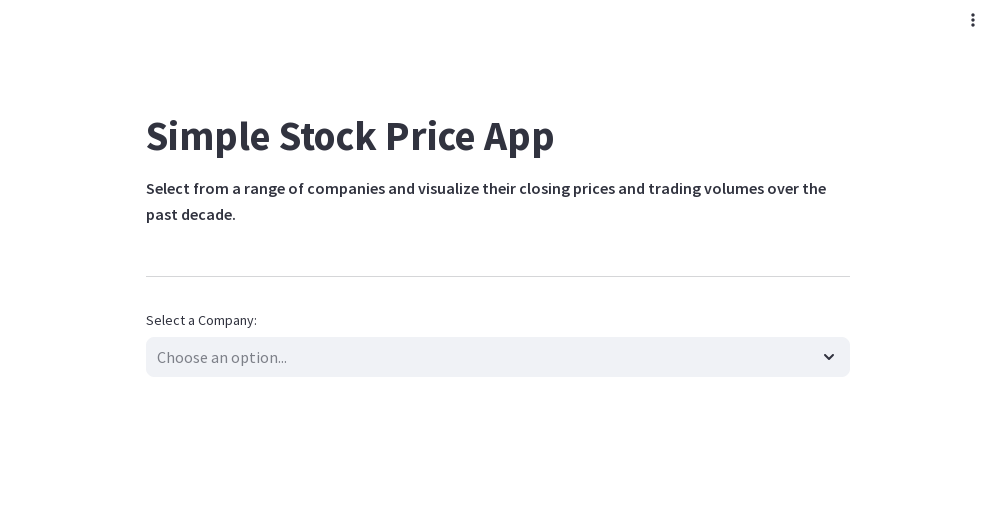 Simple Stock Price App
Select from a range of companies and visualize their closing prices and trading volumes over the
past decade.
Select a Company:
Choose an option...